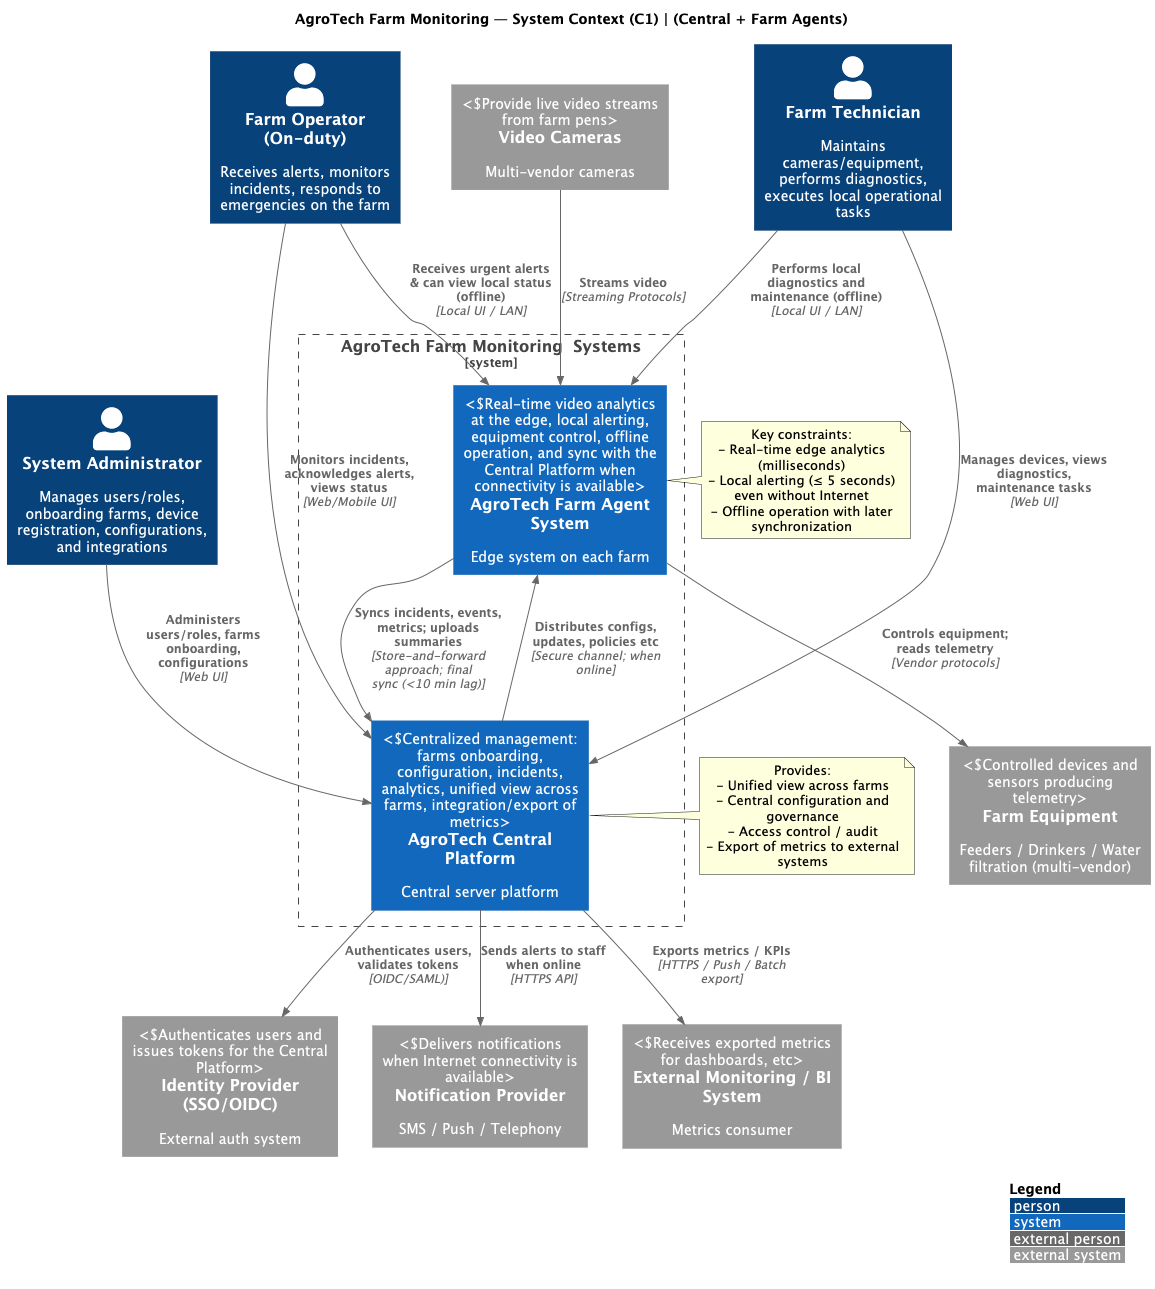 AgroTech Farm Monitoring — System Context (C1) | (Central + Farm Agents)
Farm Operator
(On-duty)
Receives alerts, monitors
incidents, responds to
emergencies on the farm
<$Provide live video streams
from farm pens>
Video Cameras
Multi-vendor cameras
Farm Technician
Maintains
cameras/equipment,
performs diagnostics,
executes local operational
tasks
Receives urgent alerts
& can view local status
(offline)
[Local UI / LAN]
Streams video
[Streaming Protocols]
Performs local
diagnostics and
maintenance (offline)
[Local UI / LAN]
AgroTech Farm Monitoring  Systems
[system]
System Administrator
Manages users/roles,
onboarding farms, device
registration, configurations,
and integrations
Monitors incidents,
acknowledges alerts,
views status
[Web/Mobile UI]
<$Real-time video analytics
at the edge, local alerting,
equipment control, offline
operation, and sync with the
Central Platform when
connectivity is available>
AgroTech Farm Agent
System
Edge system on each farm
Key constraints:
- Real-time edge analytics
(milliseconds)
- Local alerting (≤ 5 seconds)
even without Internet
- Offline operation with later
synchronization
Manages devices, views
diagnostics,
maintenance tasks
[Web UI]
Administers
users/roles, farms
onboarding,
configurations
[Web UI]
Syncs incidents, events,
metrics; uploads
summaries
[Store-and-forward
approach; final
sync (<10 min lag)]
Distributes configs,
updates, policies etc
[Secure channel; when
online]
Controls equipment;
reads telemetry
[Vendor protocols]
<$Centralized management:
farms onboarding,
configuration, incidents,
analytics, unified view across
farms, integration/export of
metrics>
AgroTech Central
Platform
Central server platform
Provides:
- Unified view across farms
- Central configuration and
governance
- Access control / audit
- Export of metrics to external
systems
<$Controlled devices and
sensors producing
telemetry>
Farm Equipment
Feeders / Drinkers / Water
filtration (multi-vendor)
Authenticates users,
validates tokens
[OIDC/SAML)]
Sends alerts to staff
when online
[HTTPS API]
Exports metrics / KPIs
[HTTPS / Push / Batch
export]
<$Authenticates users and
issues tokens for the Central
Platform>
Identity Provider
(SSO/OIDC)
External auth system
<$Delivers notifications
when Internet connectivity is
available>
Notification Provider
SMS / Push / Telephony
<$Receives exported metrics
for dashboards, etc>
External Monitoring / BI
System
Metrics consumer
Legend
person
system
external person
external system